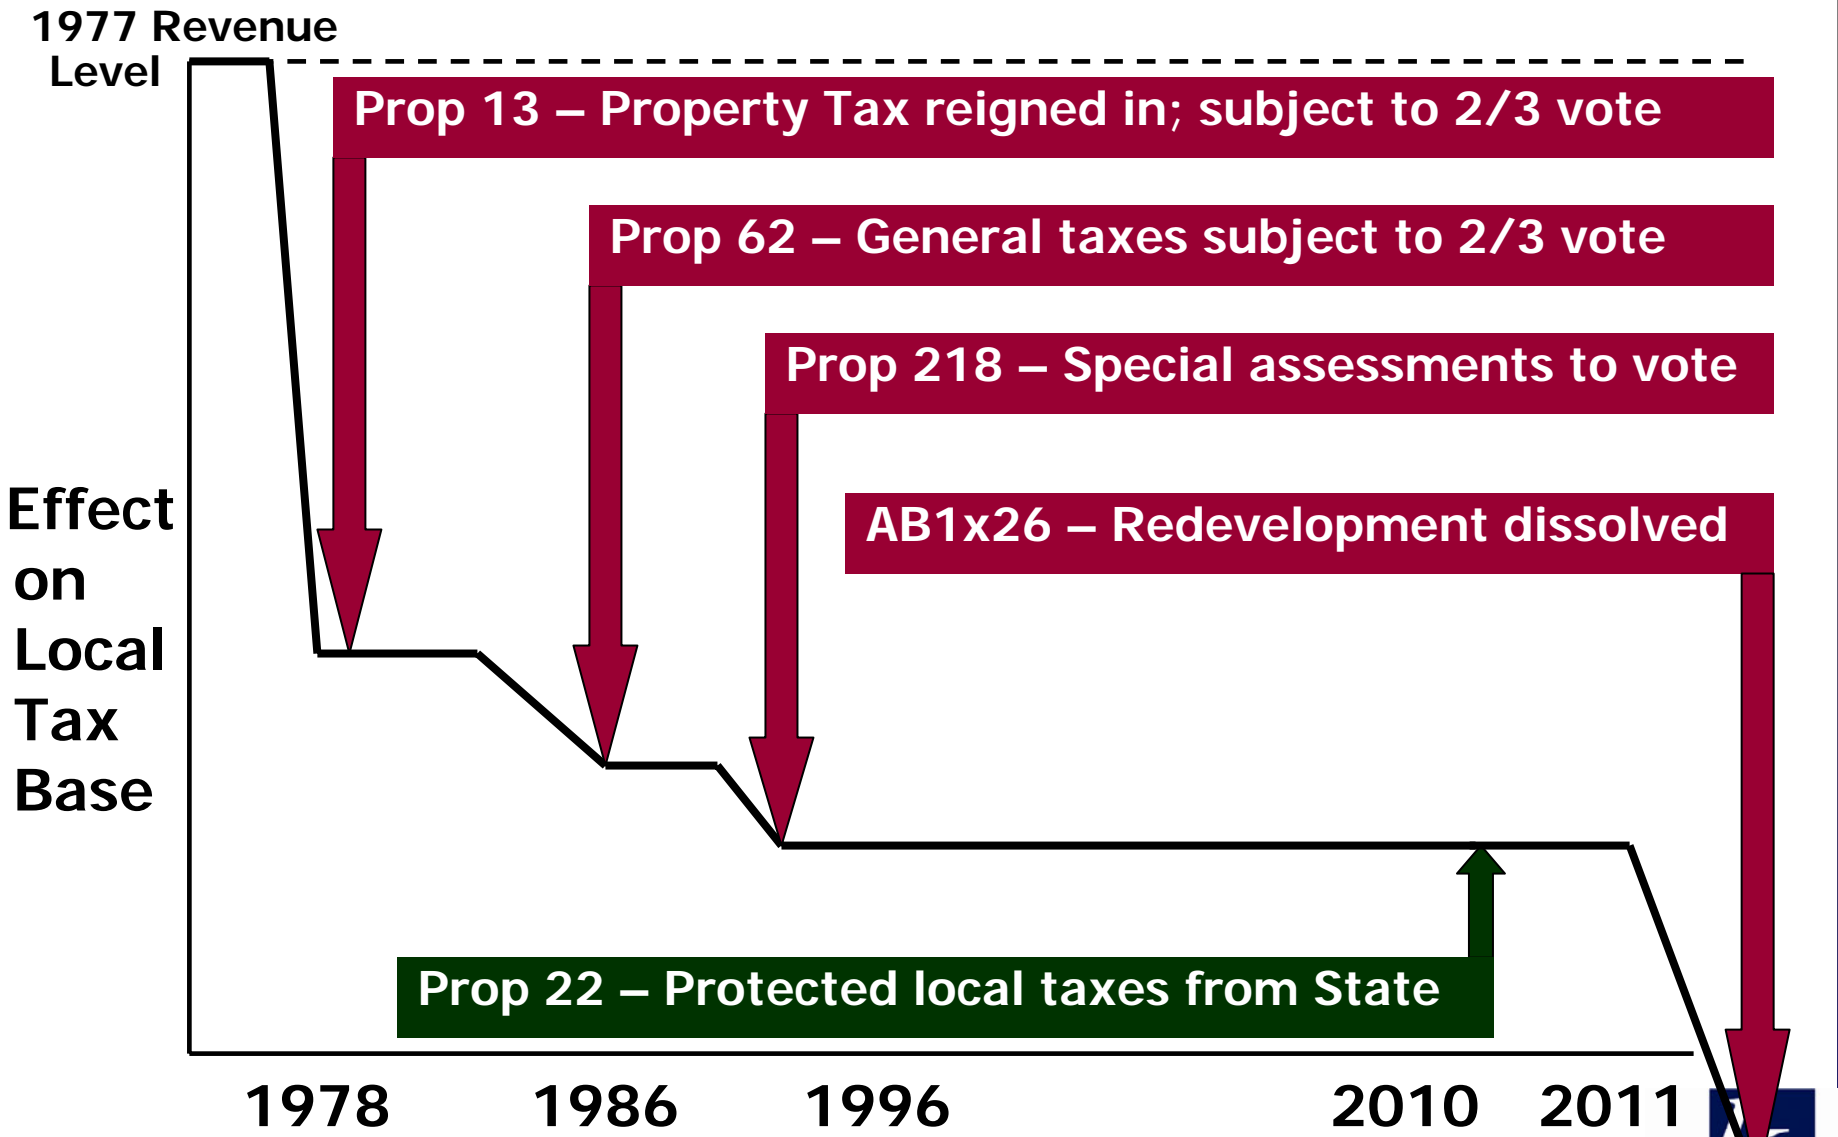 1977 Revenue
Level
Prop 13 – Property Tax reigned in; subject to 2/3 vote
Prop 62 – General taxes subject to 2/3 vote
Prop 218 – Special assessments to vote
Effect
on
Local
Tax
Base
AB1x26 – Redevelopment dissolved
Prop 22 – Protected local taxes from State
1978 1986 1996 2010 2011